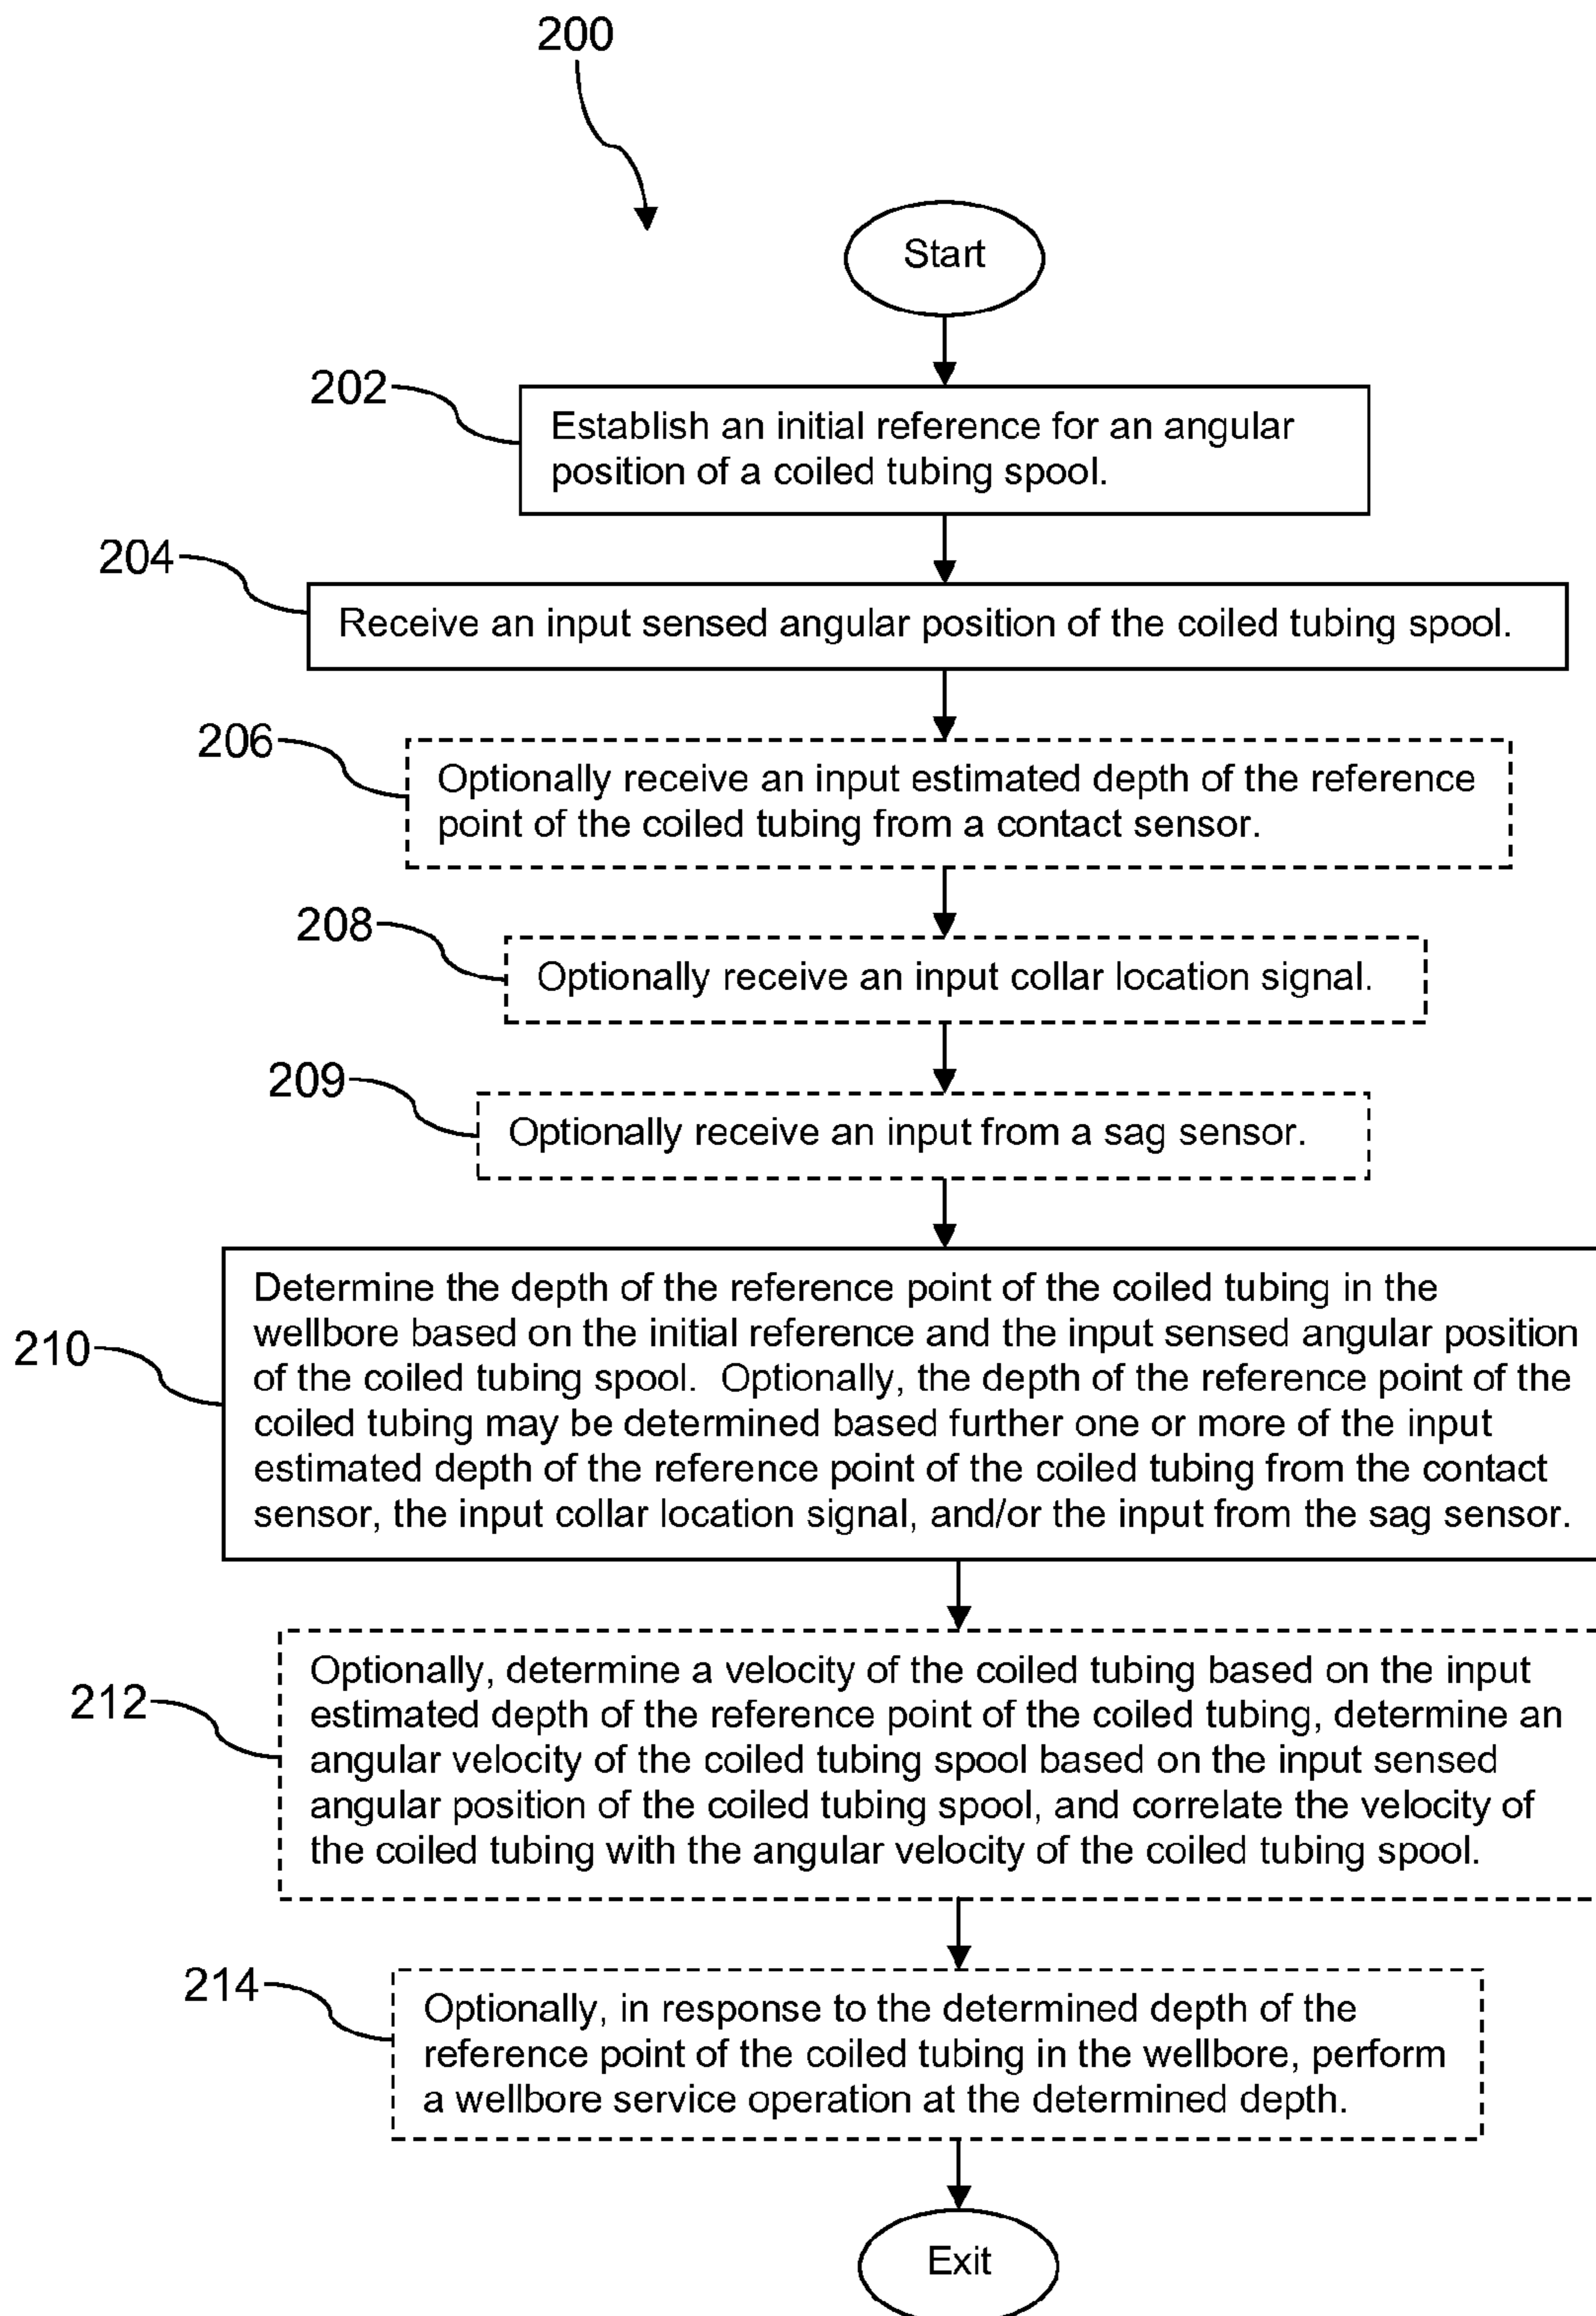 200
Start
202
Establish an initial reference for an angular
position of a coiled tubing spool.
204
Receive an input sensed angular position of the coiled tubing spool.
206
Optionally receive an input estimated depth of the reference
point of the coiled tubing from a contact sensor.
208
Optionally receive an input collar location signal.
209
Optionally receive an input from a sag sensor.
210
Determine the depth of the reference point of the coiled tubing in the
wellbore based on the initial reference and the input sensed angular position
of the coiled tubing spool. Optionally, the depth of the reference point of the
coiled tubing may be determined based further one or more of the input
estimated depth of the reference point of the coiled tubing from the contact
sensor, the input collar location signal, and/or the input from the sag sensor.
212
Optionally, determine a velocity of the coiled tubing based on the input
estimated depth of the reference point of the coiled tubing, determine an
angular velocity of the coiled tubing spool based on the input sensed
angular position of the coiled tubing spool, and correlate the velocity of
the coiled tubing with the angular velocity of the coiled tubing spool.
214
Optionally, in response to the determined depth of the
reference point of the coiled tubing in the wellbore, perform
a wellbore service operation at the determined depth.
Exit